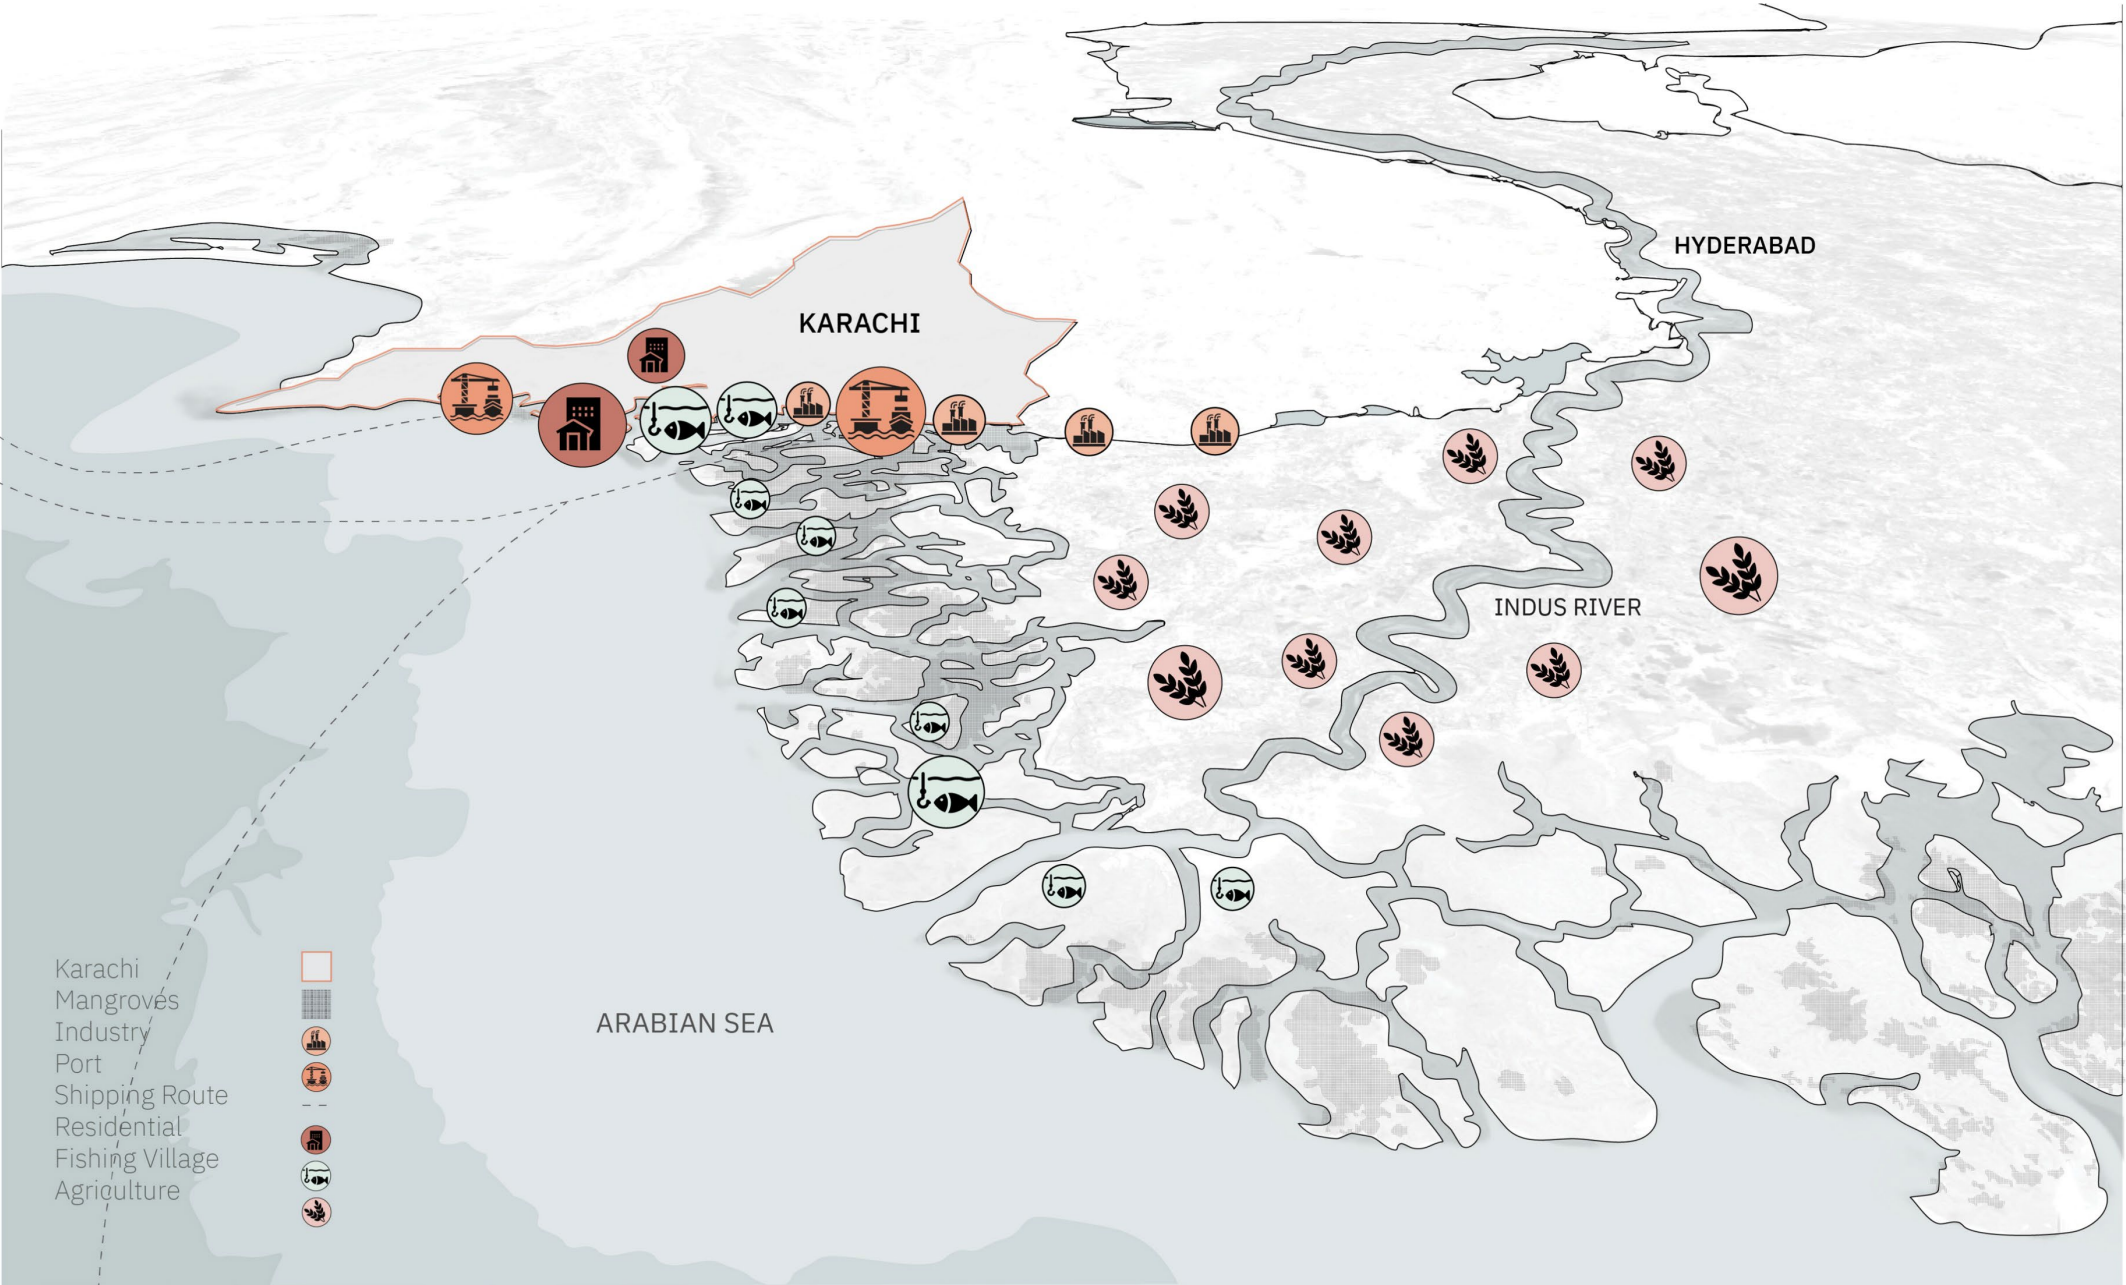 HYDERABAD
KARACHI
INDUS RIVER
ARABIAN SEA
Karachi
Mangroves
Industry
Port
Shipping Route
Residential
Fishing Village
Agriculture